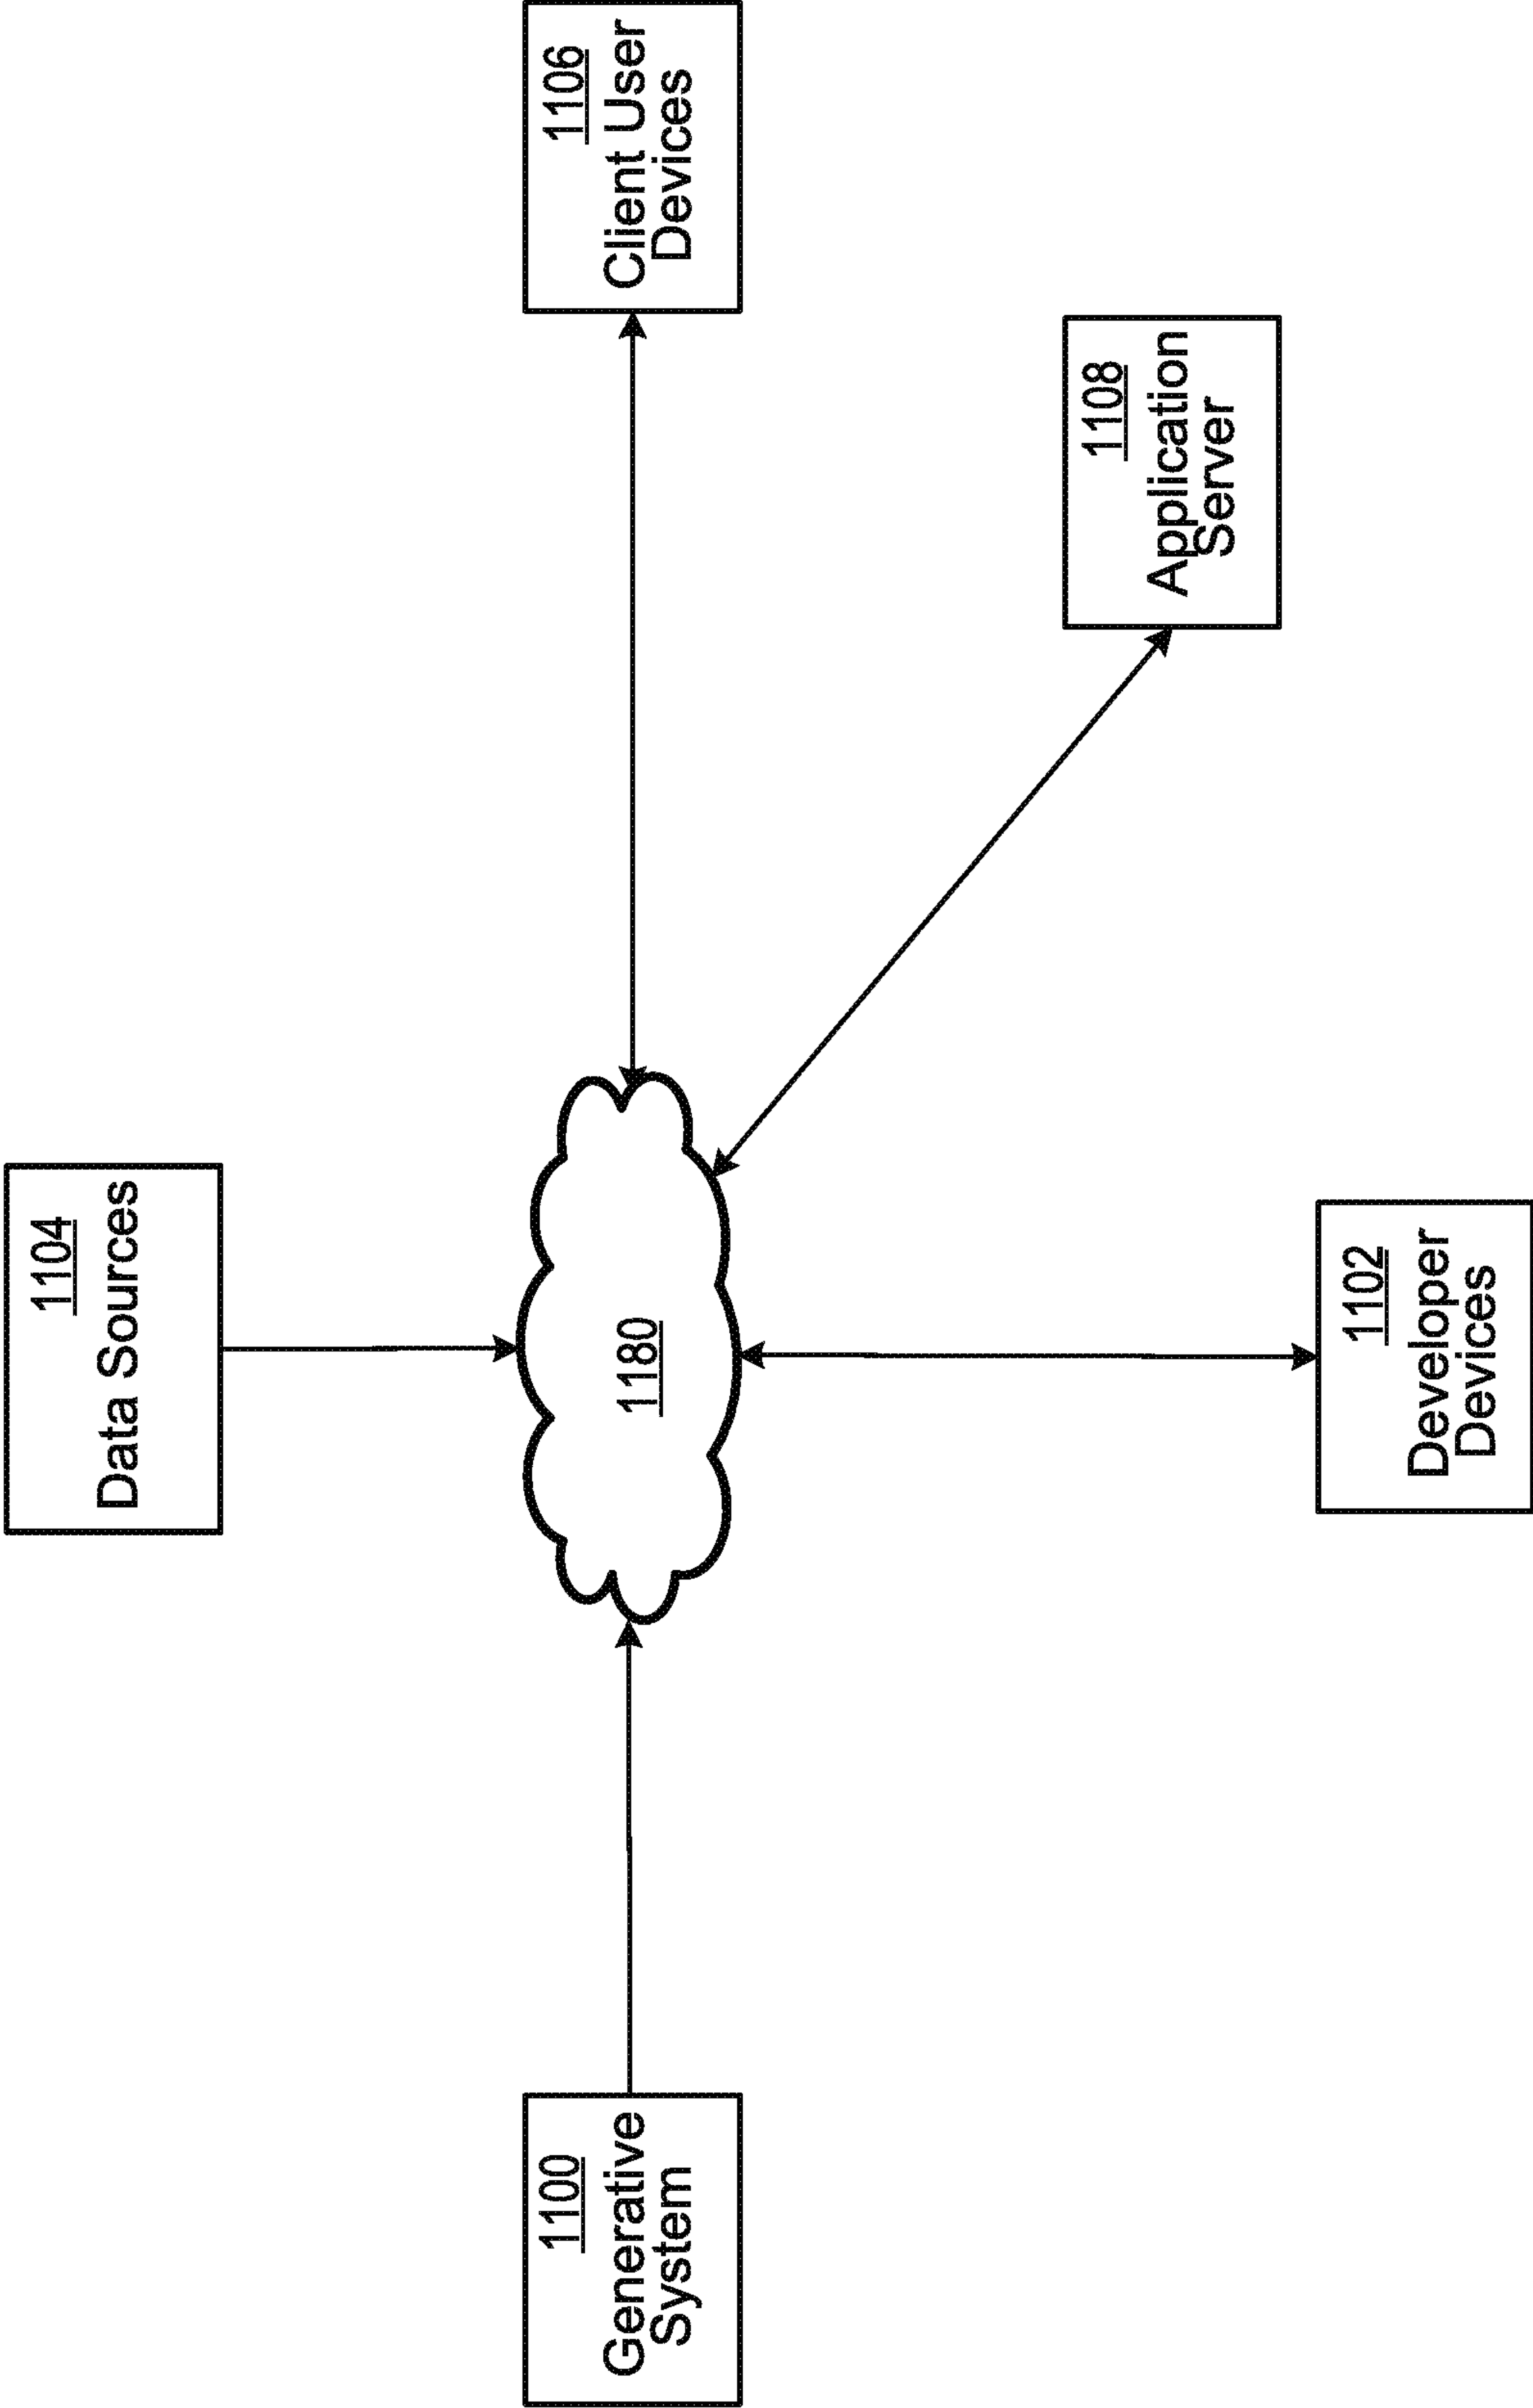 1104
Data Sources
1106
Client User
Devices
1180
1100
Generative
System
1108
Application
Server
1102
Developer
Devices